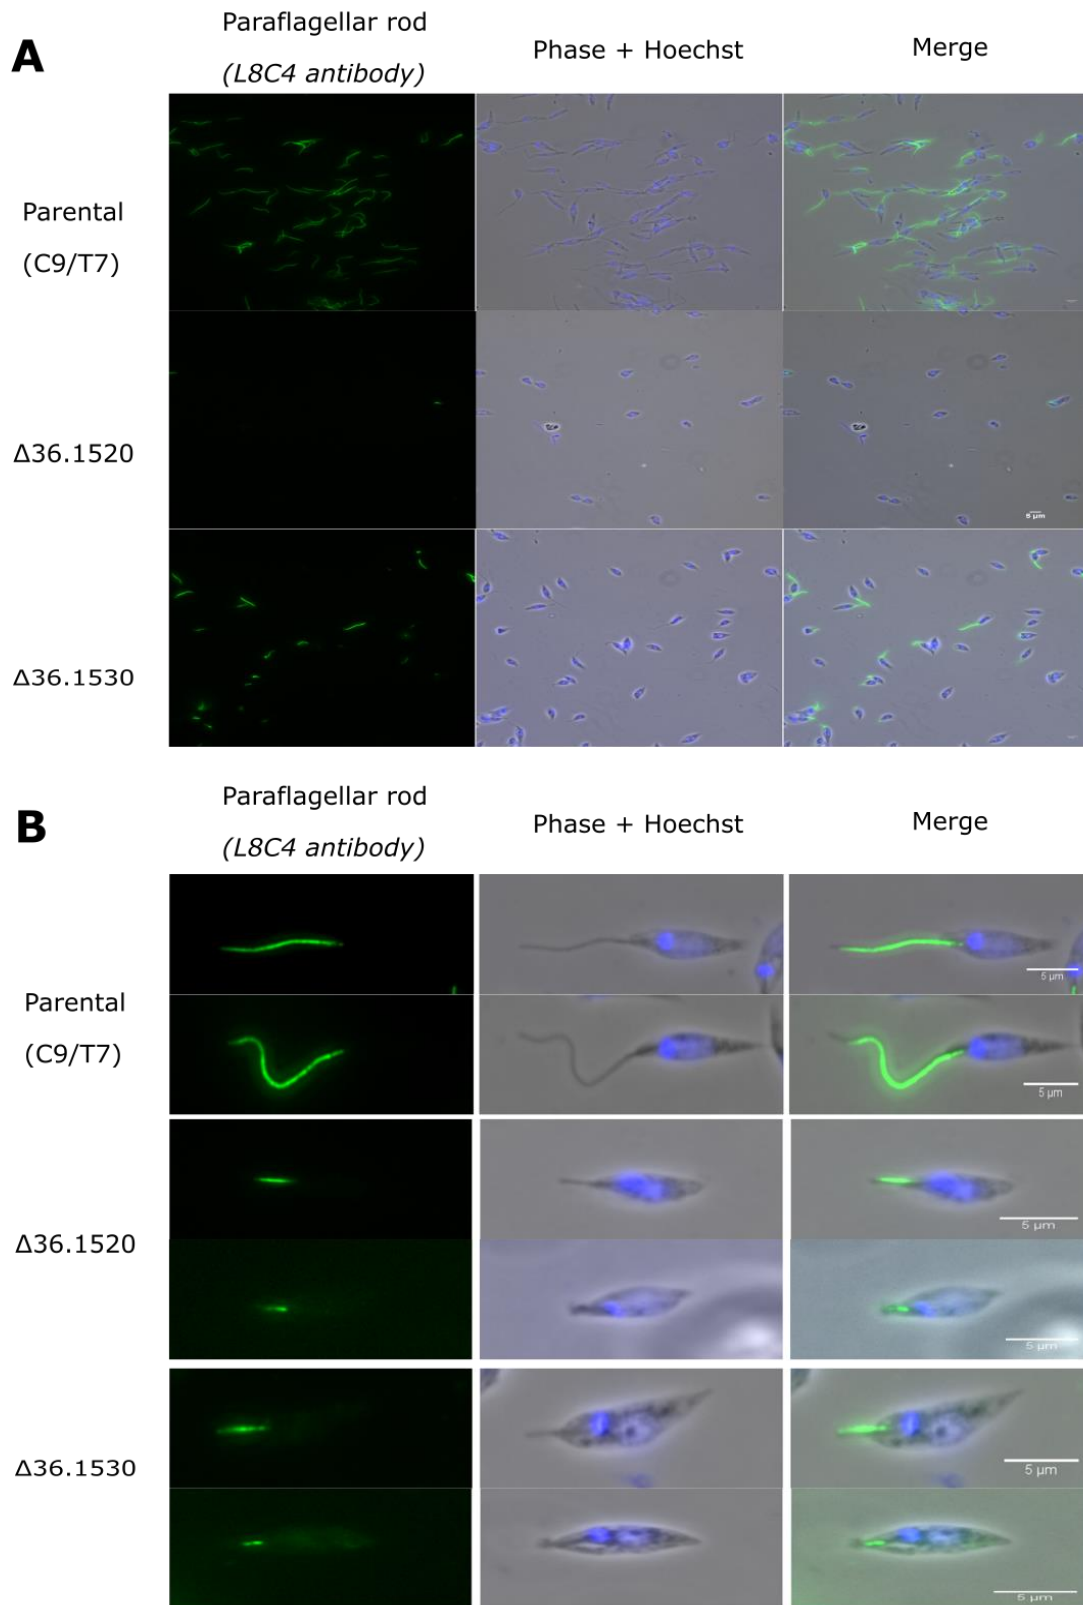 A
Paraflagellar rod
(L8C4 antibody)
Phase + Hoechst
Merge
Parental
(C9/T7)
Δ36.1520
5 µm
Δ36.1530
B
Paraflagellar rod
(L8C4 antibody)
Phase + Hoechst
Merge
Parental
(C9/T7)
5 µm
5 µm
Δ36.1520
5 µm
5 µm
Δ36.1530
5 µm
5 µm